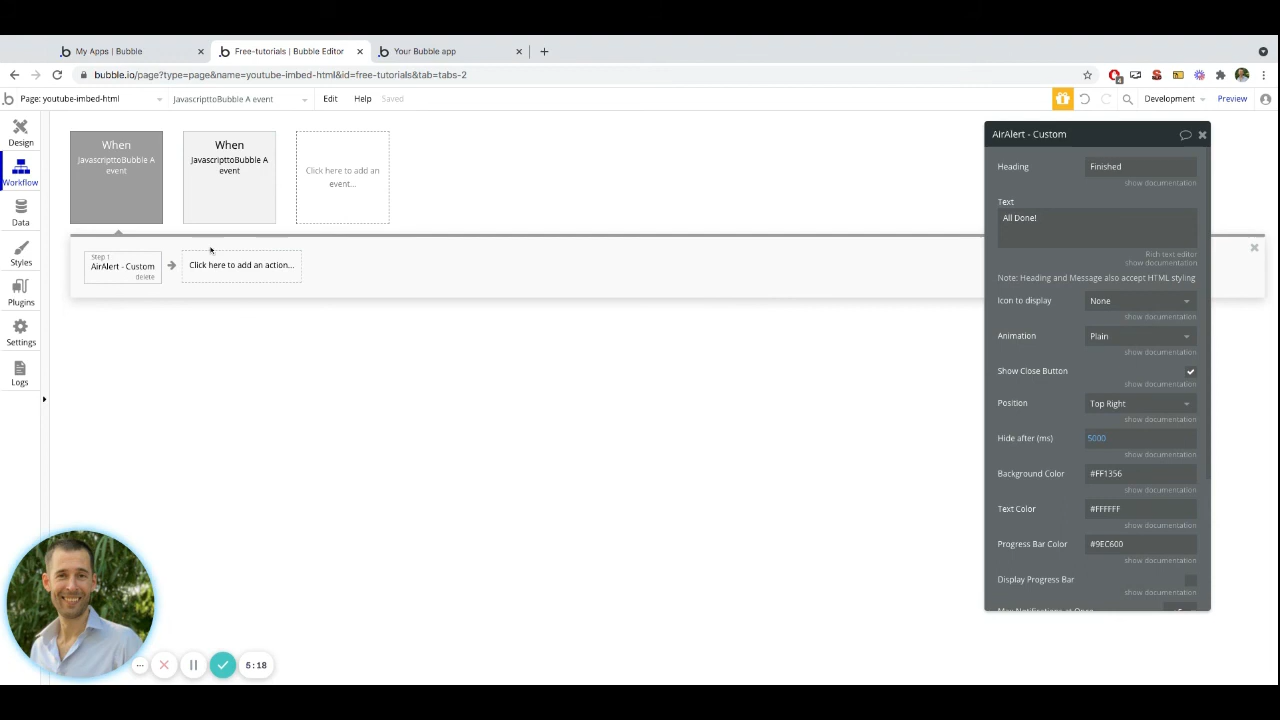 My Apps | Bubble
Free-tutorials | Bubble Editor
Your Bubble app
bubble.io/page?type=page&name=youtube-imbed-html&id=free-tutorials&tab=tabs-2
Page: youtube-imbed-html
JavascripttoBubble A event
Edit
Help
Saved
Development
Preview
Design
Workflow
Data
Styles
Plugins
Settings
Logs
When
JavascripttoBubble A
event
When
JavascripttoBubble A
event
Click here to add an
event...
Step 1
AirAlert - Custom
delete
Click here to add an action...
AirAlert - Custom
Heading
Finished
show documentation
Text
All Done!
Rich text editor
show documentation
Note: Heading and Message also accept HTML styling
Icon to display
None
show documentation
Animation
Plain
show documentation
Show Close Button
show documentation
Position
Top Right
show documentation
Hide after (ms)
5000
show documentation
Background Color
#FF1356
show documentation
Text Color
#FFFFFF
show documentation
Progress Bar Color
#9EC600
show documentation
Display Progress Bar
show documentation
Max Notifications at Once
5:18